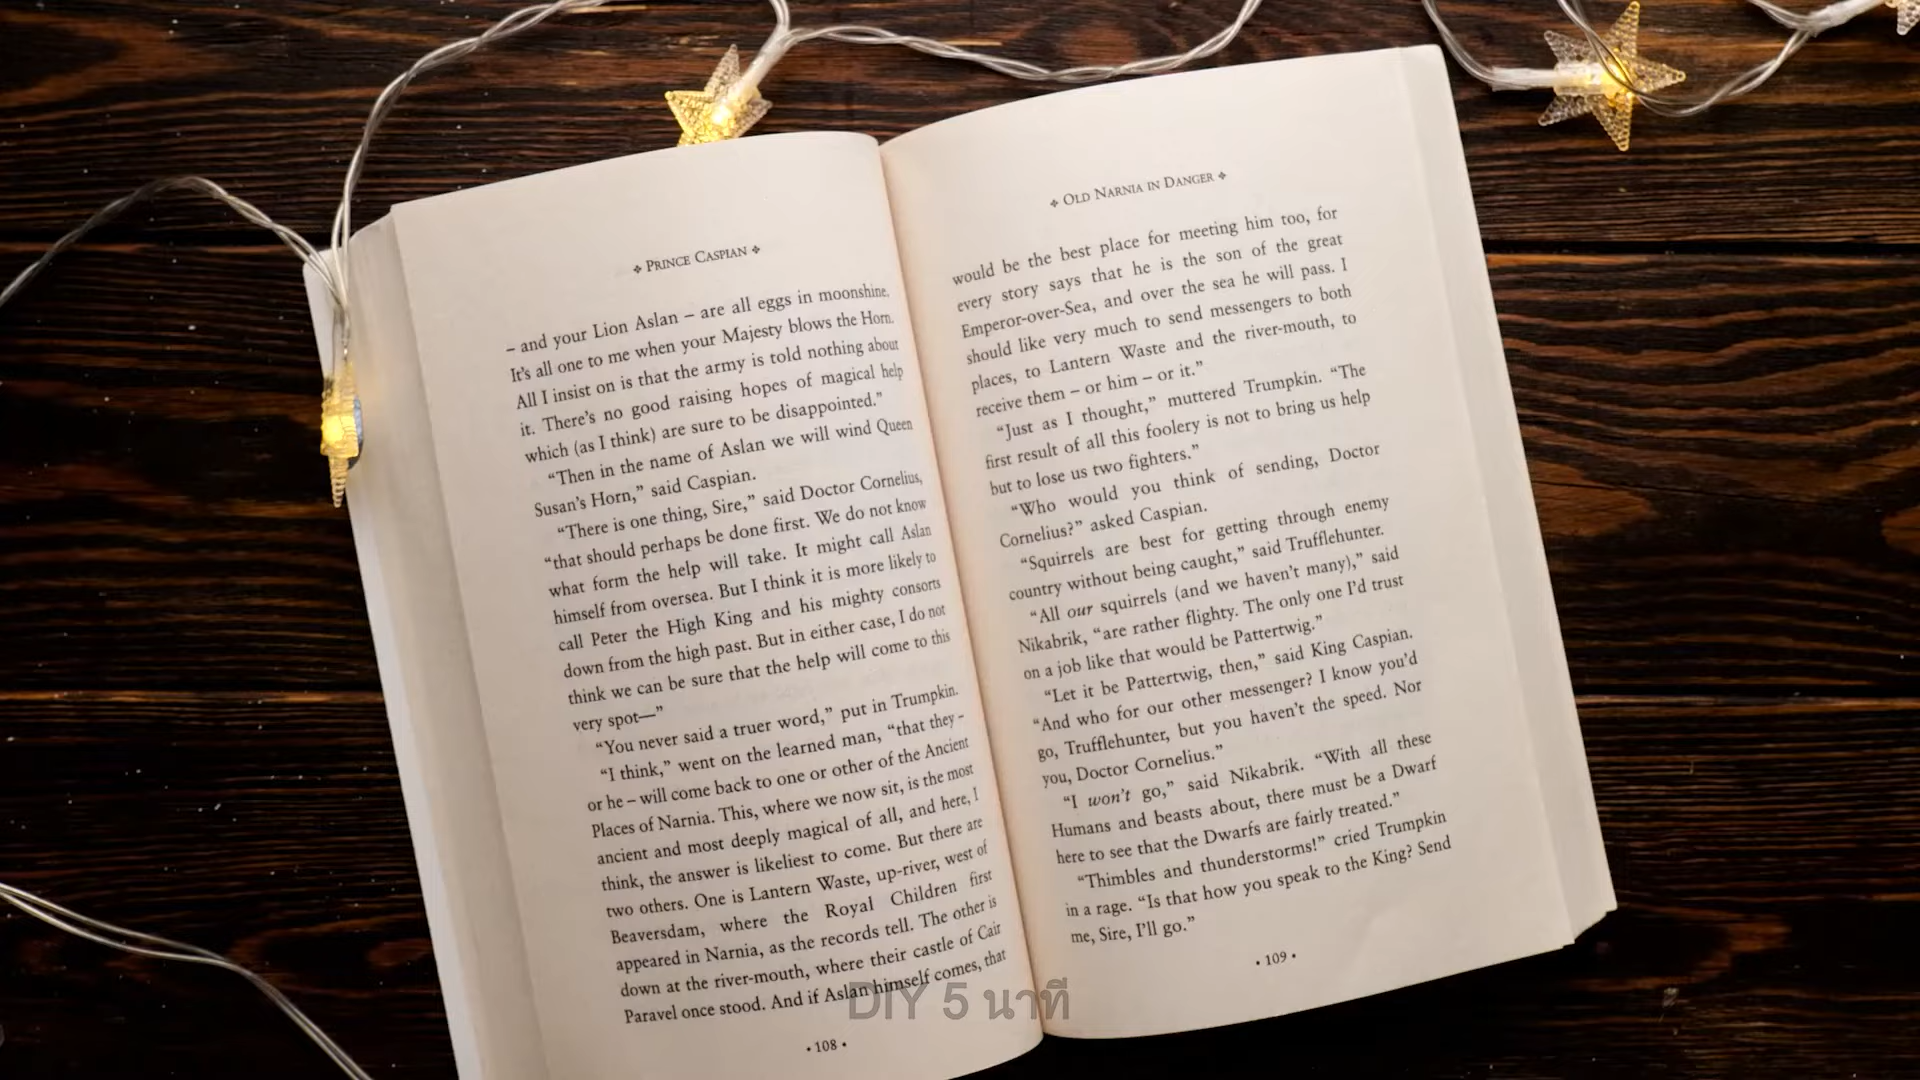 ❖ PRINCE CASPIAN ❖
– and your Lion Aslan – are all eggs in moonshine.
It's all one to me when your Majesty blows the Horn.
All I insist on is that the army is told nothing about
it. There's no good raising hopes of magical help
which (as I think) are sure to be disappointed.”
“Then in the name of Aslan we will wind Queen
Susan's Horn,” said Caspian.
“There is one thing, Sire,” said Doctor Cornelius,
“that should perhaps be done first. We do not know
what form the help will take. It might call Aslan
himself from oversea. But I think it is more likely to
call Peter the High King and his mighty consorts
down from the high past. But in either case, I do not
think we can be sure that the help will come to this
very spot—”
“You never said a truer word,” put in Trumpkin.
“I think,” went on the learned man, “that they –
or he – will come back to one or other of the Ancient
Places of Narnia. This, where we now sit, is the most
ancient and most deeply magical of all, and here, I
think, the answer is likeliest to come. But there are
two others. One is Lantern Waste, up-river, west of
Beaversdam, where the Royal Children first
appeared in Narnia, as the records tell. The other is
down at the river-mouth, where their castle of Cair
Paravel once stood. And if Aslan himself comes, that
• 108 •
❖ OLD NARNIA IN DANGER ❖
would be the best place for meeting him too, for
every story says that he is the son of the great
Emperor-over-Sea, and over the sea he will pass. I
should like very much to send messengers to both
places, to Lantern Waste and the river-mouth, to
receive them – or him – or it.”
“Just as I thought,” muttered Trumpkin. “The
first result of all this foolery is not to bring us help
but to lose us two fighters.”
“Who would you think of sending, Doctor
Cornelius?” asked Caspian.
“Squirrels are best for getting through enemy
country without being caught,” said Trufflehunter.
“All our squirrels (and we haven't many),” said
Nikabrik, “are rather flighty. The only one I'd trust
on a job like that would be Pattertwig.”
“Let it be Pattertwig, then,” said King Caspian.
“And who for our other messenger? I know you'd
go, Trufflehunter, but you haven't the speed. Nor
you, Doctor Cornelius.”
“I won't go,” said Nikabrik. “With all these
Humans and beasts about, there must be a Dwarf
here to see that the Dwarfs are fairly treated.”
“Thimbles and thunderstorms!” cried Trumpkin
in a rage. “Is that how you speak to the King? Send
me, Sire, I'll go.”
• 109 •
DIY 5 นาที